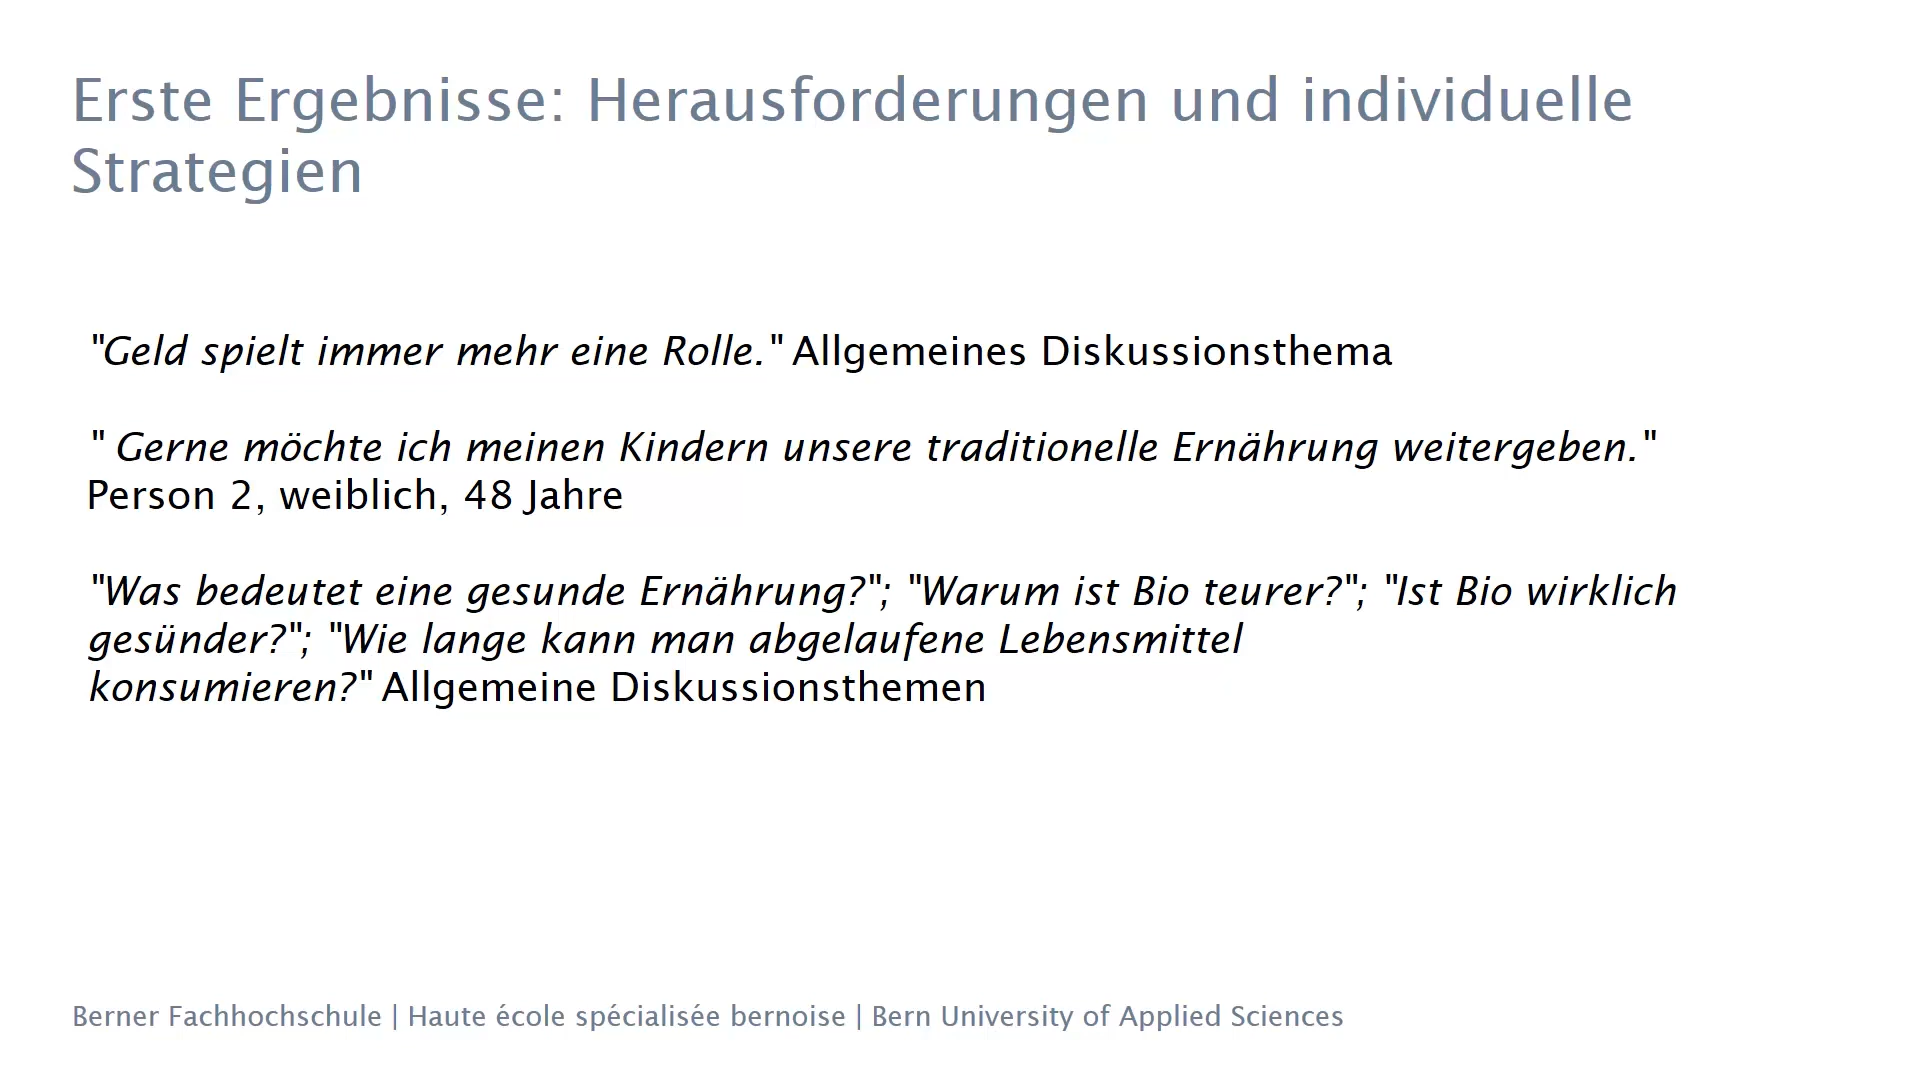 Erste Ergebnisse: Herausforderungen und individuelle
Strategien
"Geld spielt immer mehr eine Rolle." Allgemeines Diskussionsthema
" Gerne möchte ich meinen Kindern unsere traditionelle Ernährung weitergeben."
Person 2, weiblich, 48 Jahre
"Was bedeutet eine gesunde Ernährung?"; "Warum ist Bio teurer?"; "Ist Bio wirklich
gesünder?"; "Wie lange kann man abgelaufene Lebensmittel
konsumieren?" Allgemeine Diskussionsthemen
Berner Fachhochschule | Haute école spécialisée bernoise | Bern University of Applied Sciences